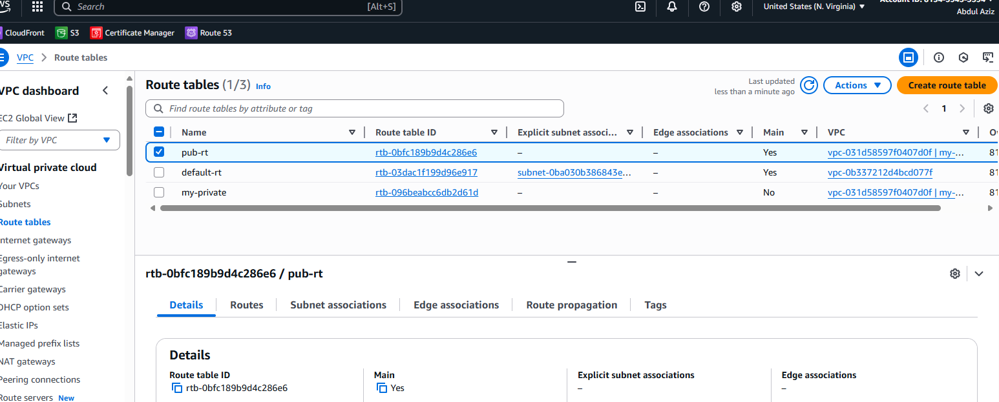 Search [Alt+S] United States (N. Virginia) Abdul Aziz
CloudFront S3 Certificate Manager Route 53
VPC Route tables
VPC dashboard
EC2 Global View
Filter by VPC
Virtual private cloud
Your VPCs
Subnets
Route tables
Internet gateways
Egress-only internet
gateways
Carrier gateways
DHCP option sets
Elastic IPs
Managed prefix lists
NAT gateways
Peering connections
Route servers New
Route tables (1/3) Info
Last updated
less than a minute ago
Actions
Create route table
Find route tables by attribute or tag
1
Name Route table ID Explicit subnet associ... Edge associations Main VPC
pub-rt rtb-0bfc189b9d4c286e6 – – Yes vpc-031d58597f0407d0f | my-... 81
default-rt rtb-03dac1f199d96e917 subnet-0ba030b386843e... – Yes vpc-0b337212d4bcd077f 81
my-private rtb-096beabcc6db2d61d – – No vpc-031d58597f0407d0f | my-... 81
rtb-0bfc189b9d4c286e6 / pub-rt
Details Routes Subnet associations Edge associations Route propagation Tags
Details
Route table ID Main Explicit subnet associations Edge associations
rtb-0bfc189b9d4c286e6 Yes – –